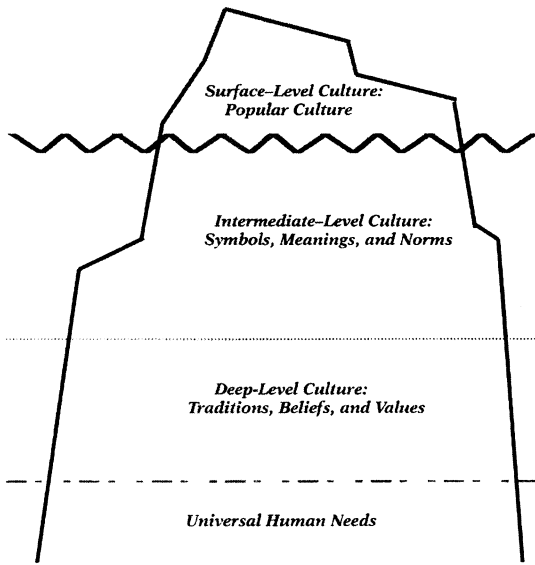 Surface–Level Culture:
Popular Culture
Intermediate–Level Culture:
Symbols, Meanings, and Norms
Deep-Level Culture:
Traditions, Beliefs, and Values
Universal Human Needs